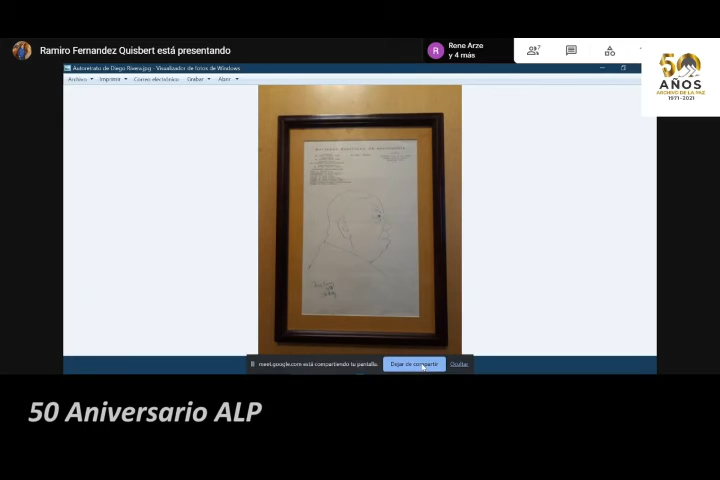 Ramiro Fernandez Quisbert está presentando
R
Rene Arze
y 4 más
7
50
AÑOS
ARCHIVO DE LA PAZ
1971-2021
Autorretrato de Diego Rivera.jpg - Visualizador de fotos de Windows
Archivo Imprimir Correo electrónico Grabar Abrir
meet.google.com está compartiendo tu pantalla.
Dejar de compartir
Ocultar
50 Aniversario ALP